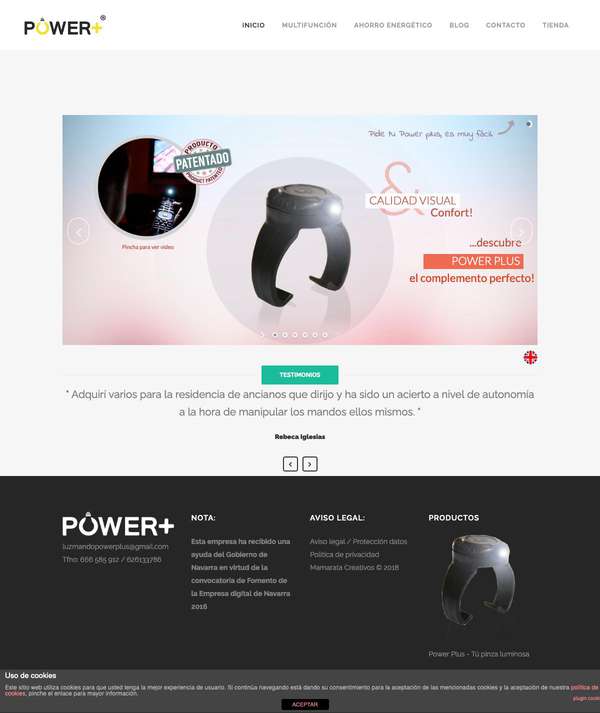 POWER+®
INICIO MULTIFUNCIÓN AHORRO ENERGÉTICO BLOG CONTACTO TIENDA
Pide tu Power plus, es muy fácil
PRODUCTO
PATENTADO
PRODUCT PATENTED
&
CALIDAD VISUAL
Confort!
Pincha para ver video
...descubre
POWER PLUS
el complemento perfecto!
TESTIMONIOS
" Adquirí varios para la residencia de ancianos que dirijo y ha sido un acierto a nivel de autonomía
a la hora de manipular los mandos ellos mismos. "
Rebeca Iglesias
POWER+
luzmandopowerplus@gmail.com
Tfno: 666 585 912 / 626133786
NOTA:
Esta empresa ha recibido una
ayuda del Gobierno de
Navarra en virtud de la
convocatoria de Fomento de
la Empresa digital de Navarra
2016
AVISO LEGAL:
Aviso legal / Protección datos
Política de privacidad
Mamarata Creativos © 2018
PRODUCTOS
Power Plus - Tú pinza luminosa
Uso de cookies
Este sitio web utiliza cookies para que usted tenga la mejor experiencia de usuario. Si continúa navegando está dando su consentimiento para la aceptación de las mencionadas cookies y la aceptación de nuestra política de
cookies, pinche el enlace para mayor información.
plugin cook
ACEPTAR